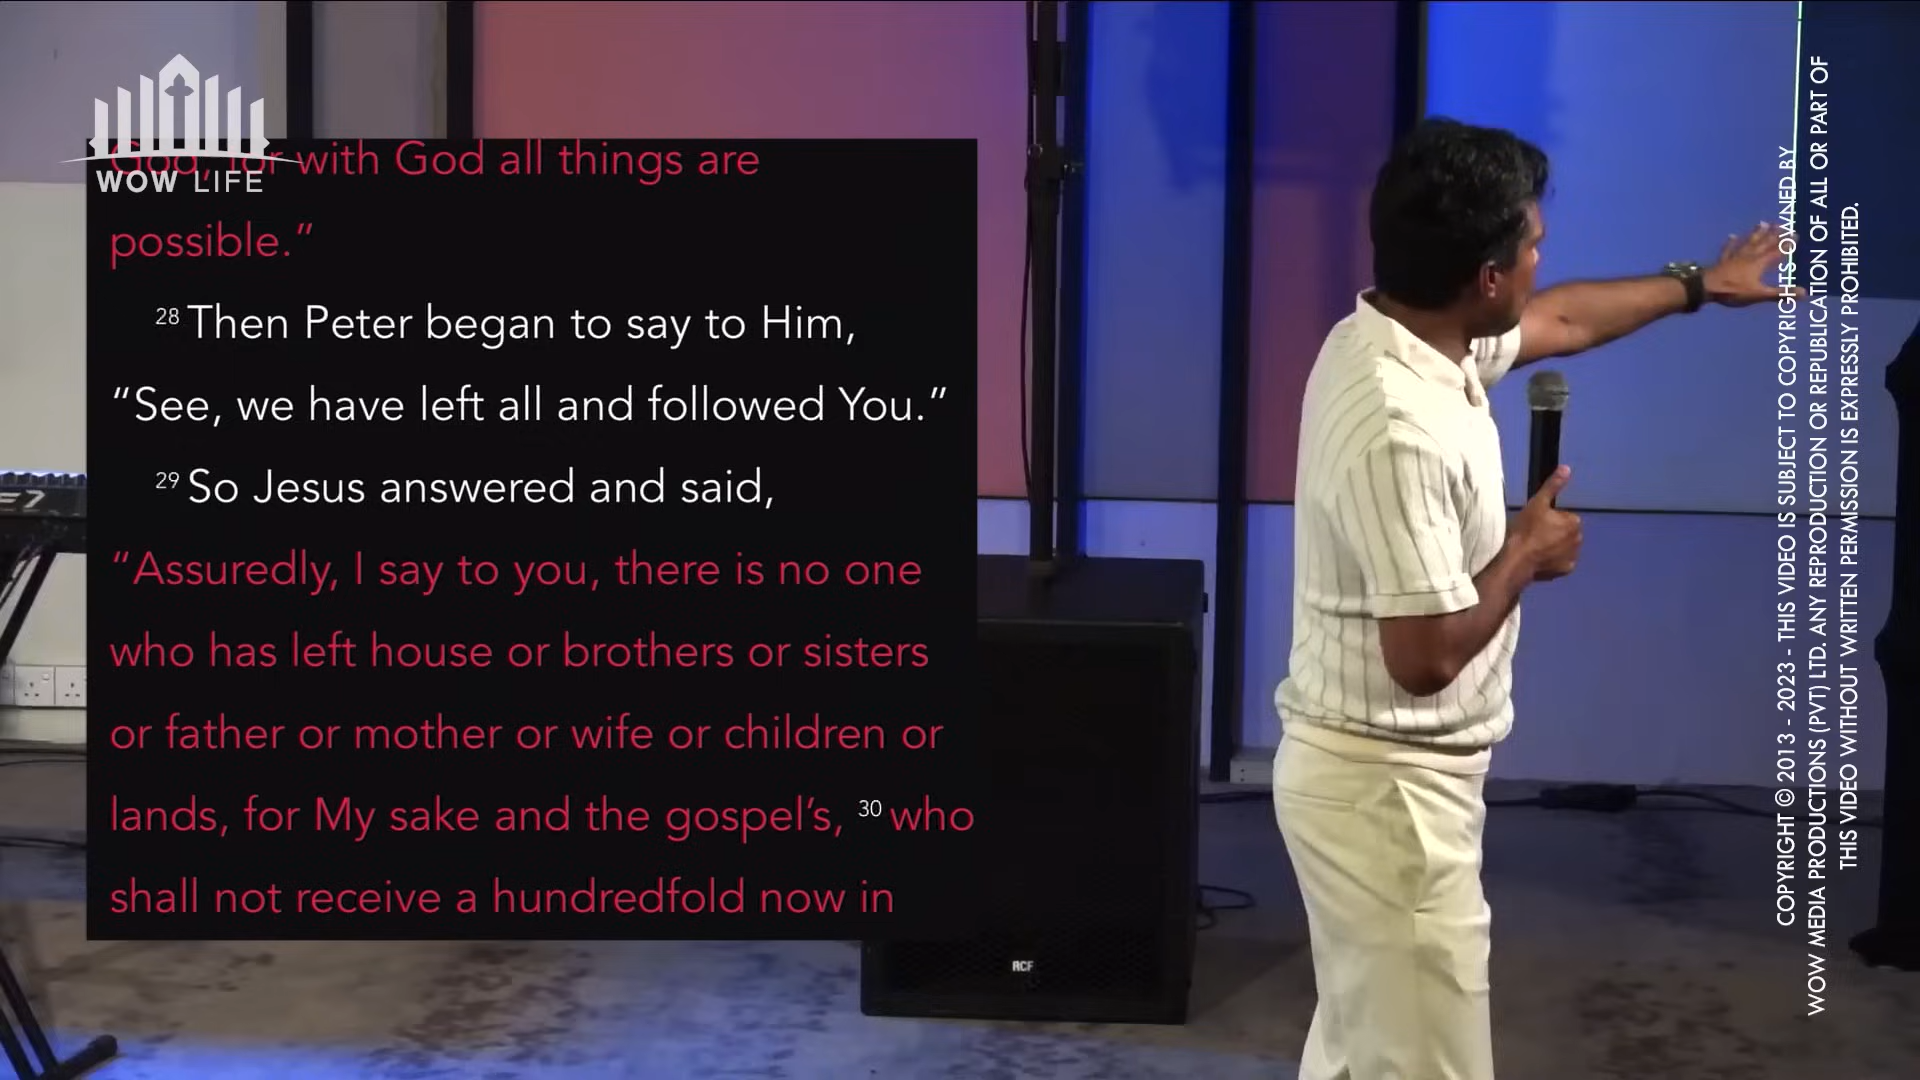 WOW LIFE
God, for with God all things are
possible.”
28 Then Peter began to say to Him,
“See, we have left all and followed You.”
29 So Jesus answered and said,
“Assuredly, I say to you, there is no one
who has left house or brothers or sisters
or father or mother or wife or children or
lands, for My sake and the gospel’s, 30 who
shall not receive a hundredfold now in
RCF
COPYRIGHT © 2013 - 2023 - THIS VIDEO IS SUBJECT TO COPYRIGHTS OWNED BY
WOW MEDIA PRODUCTIONS (PVT) LTD. ANY REPRODUCTION OR REPUBLICATION OF ALL OR PART OF
THIS VIDEO WITHOUT WRITTEN PERMISSION IS EXPRESSLY PROHIBITED.